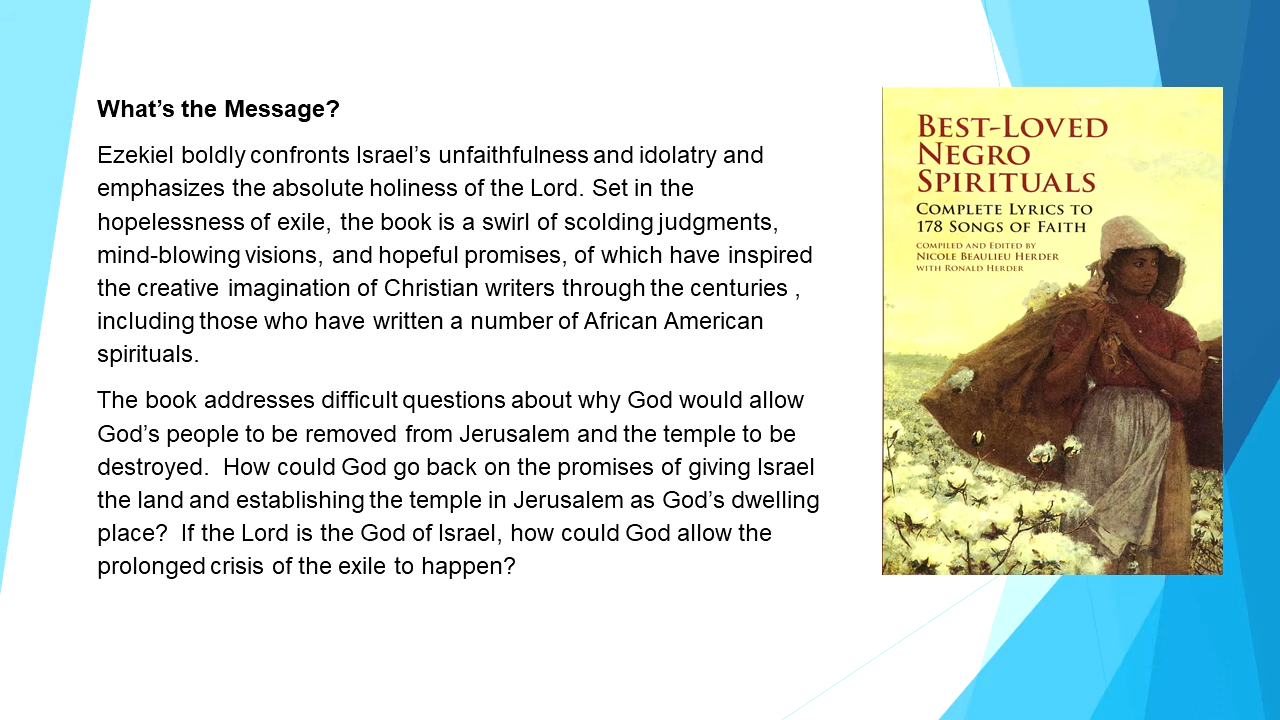 What’s the Message?
Ezekiel boldly confronts Israel’s unfaithfulness and idolatry and
emphasizes the absolute holiness of the Lord. Set in the
hopelessness of exile, the book is a swirl of scolding judgments,
mind-blowing visions, and hopeful promises, of which have inspired
the creative imagination of Christian writers through the centuries ,
including those who have written a number of African American
spirituals.
The book addresses difficult questions about why God would allow
God’s people to be removed from Jerusalem and the temple to be
destroyed.  How could God go back on the promises of giving Israel
the land and establishing the temple in Jerusalem as God’s dwelling
place?  If the Lord is the God of Israel, how could God allow the
prolonged crisis of the exile to happen?
Best-Loved
Negro
Spirituals
Complete Lyrics to
178 Songs of Faith
compiled and Edited by
Nicole Beaulieu Herder
with Ronald Herder